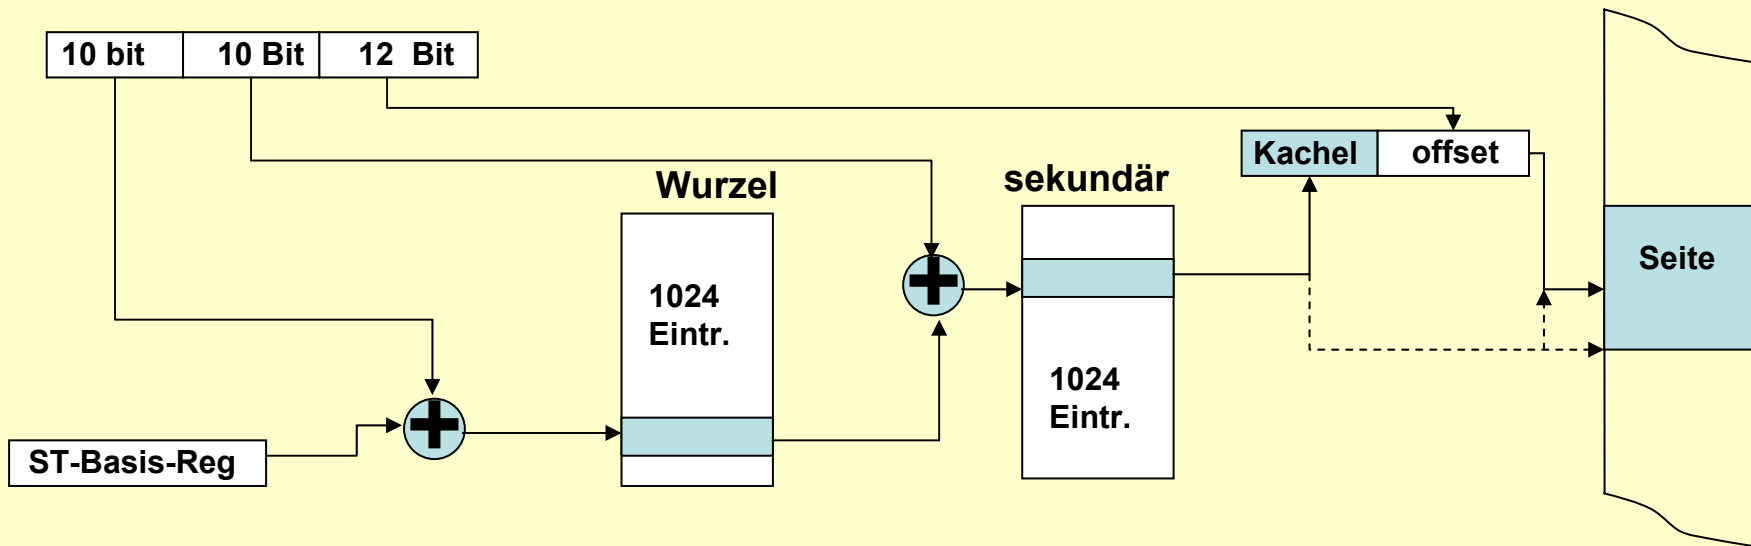 10 bit
10 Bit
12 Bit
Kachel
offset
Wurzel
sekundär
Seite
1024
Eintr.
1024
Eintr.
ST-Basis-Reg